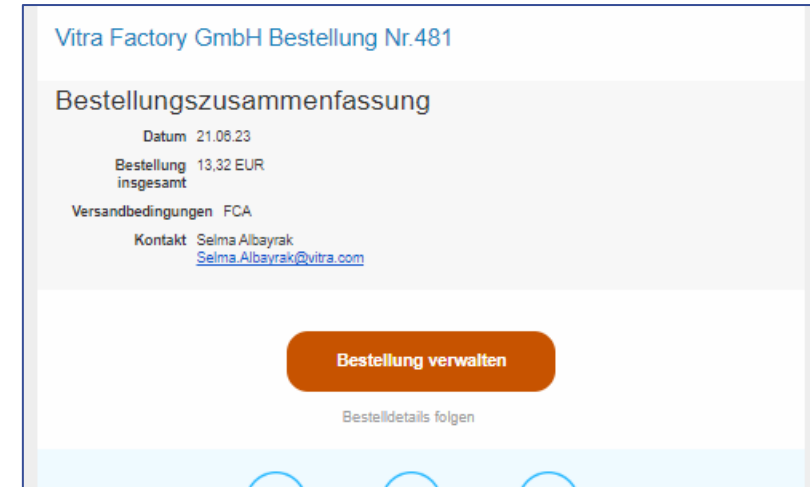 Vitra Factory GmbH Bestellung Nr.481
Bestellungszusammenfassung
Datum 21.06.23
Bestellung insgesamt 13,32 EUR
Versandbedingungen FCA
Kontakt Selma Albayrak
Selma.Albayrak@vitra.com
Bestellung verwalten
Bestelldetails folgen